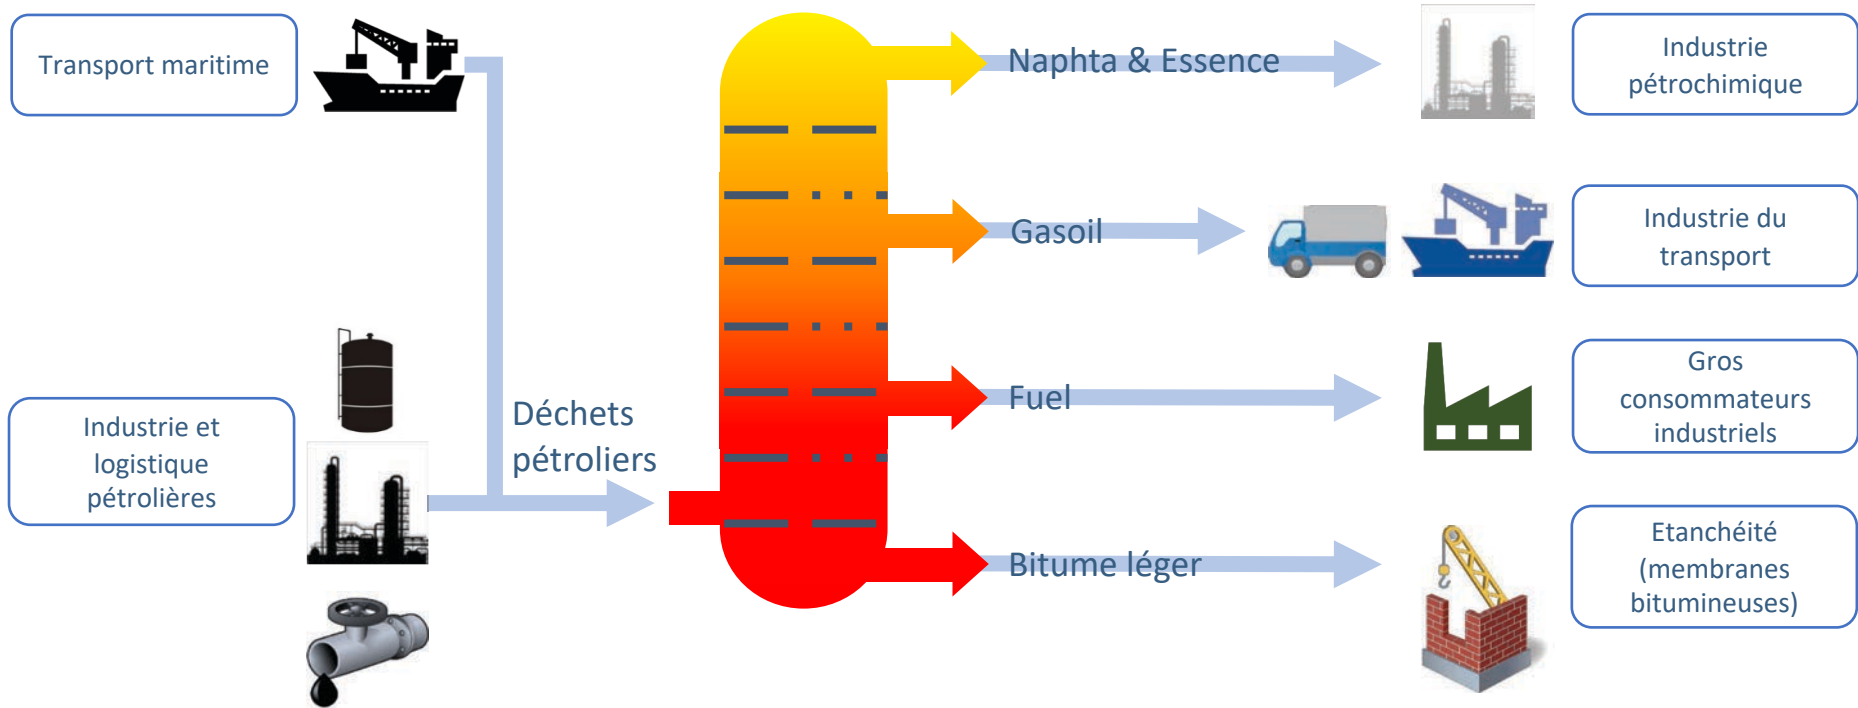 Transport maritime
Industrie et
logistique
pétrolières
Déchets
pétroliers
Naphta & Essence
Gasoil
Fuel
Bitume léger
Industrie
pétrochimique
Industrie du
transport
Gros
consommateurs
industriels
Etanchéité
(membranes
bitumineuses)